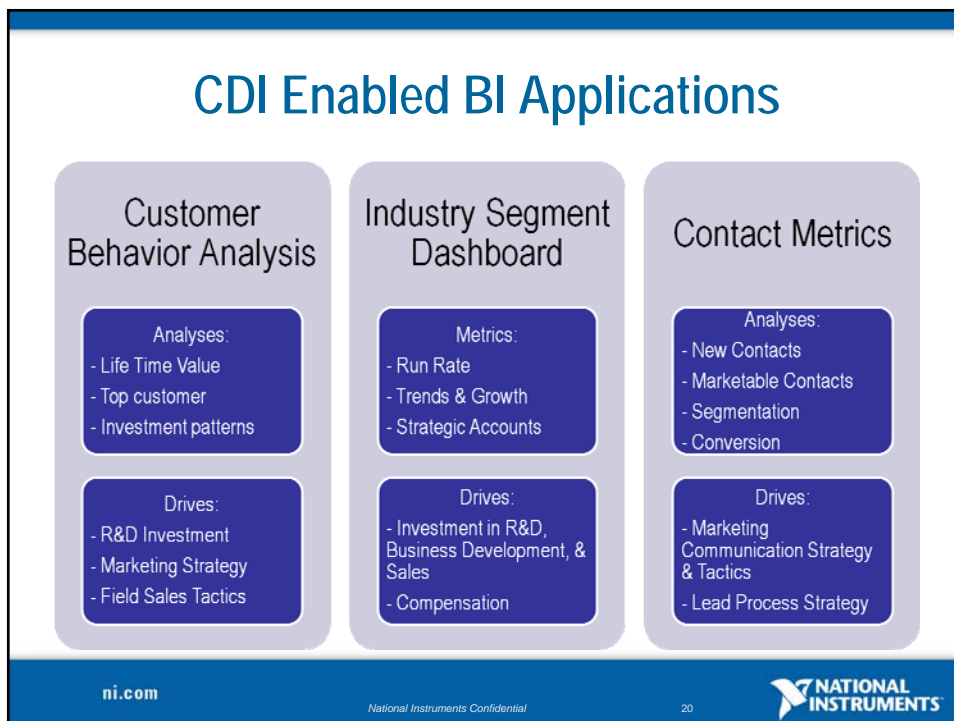 CDI Enabled BI Applications
Customer
Behavior Analysis
Analyses:
- Life Time Value
- Top customer
- Investment patterns
Drives:
- R&D Investment
- Marketing Strategy
- Field Sales Tactics
Industry Segment
Dashboard
Metrics:
- Run Rate
- Trends & Growth
- Strategic Accounts
Drives:
- Investment in R&D,
Business Development, &
Sales
- Compensation
Contact Metrics
Analyses:
- New Contacts
- Marketable Contacts
- Segmentation
- Conversion
Drives:
- Marketing
Communication Strategy
& Tactics
- Lead Process Strategy
ni.com
National Instruments Confidential
20
NATIONAL
INSTRUMENTS™